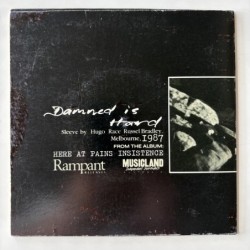 Damned is
Hard
Sleeve by Hugo Race Russel Bradley,
Melbourne, 1987
FROM THE ALBUM:
HERE AT PAINS INSISTENCE
Rampant MUSICLAND
RECORDS